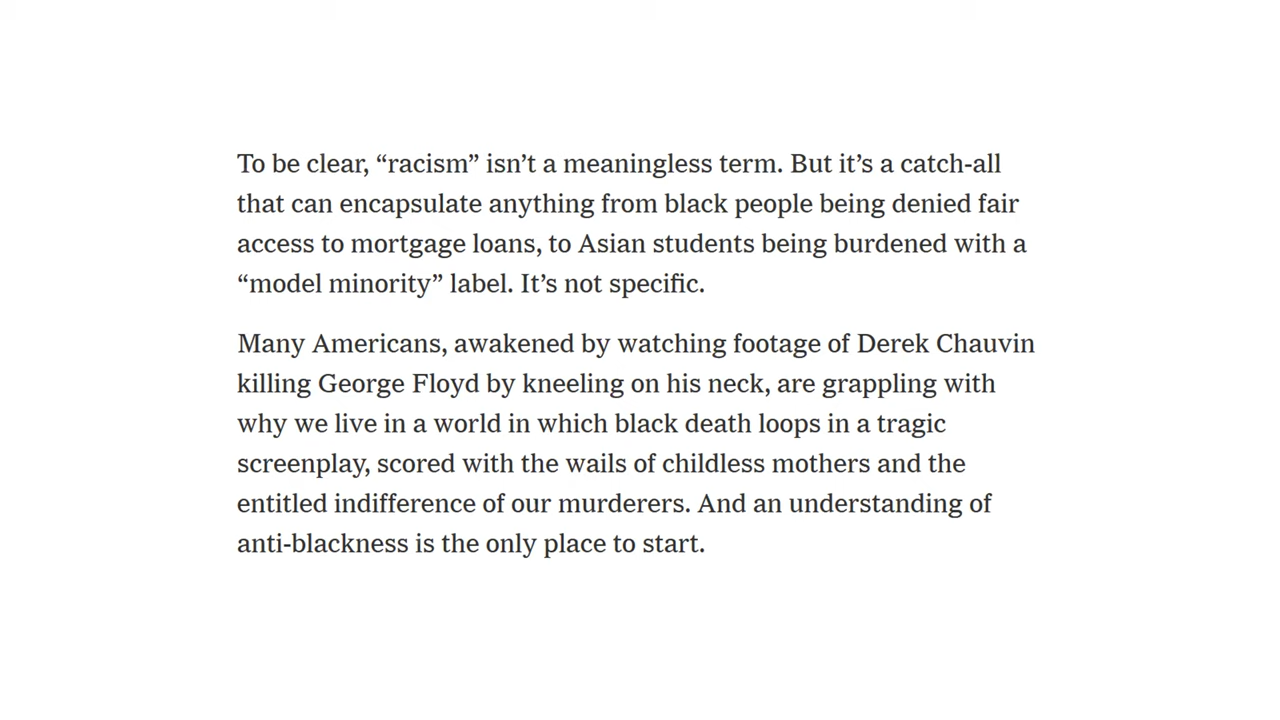 To be clear, “racism” isn’t a meaningless term. But it’s a catch-all
that can encapsulate anything from black people being denied fair
access to mortgage loans, to Asian students being burdened with a
“model minority” label. It’s not specific.
Many Americans, awakened by watching footage of Derek Chauvin
killing George Floyd by kneeling on his neck, are grappling with
why we live in a world in which black death loops in a tragic
screenplay, scored with the wails of childless mothers and the
entitled indifference of our murderers. And an understanding of
anti-blackness is the only place to start.